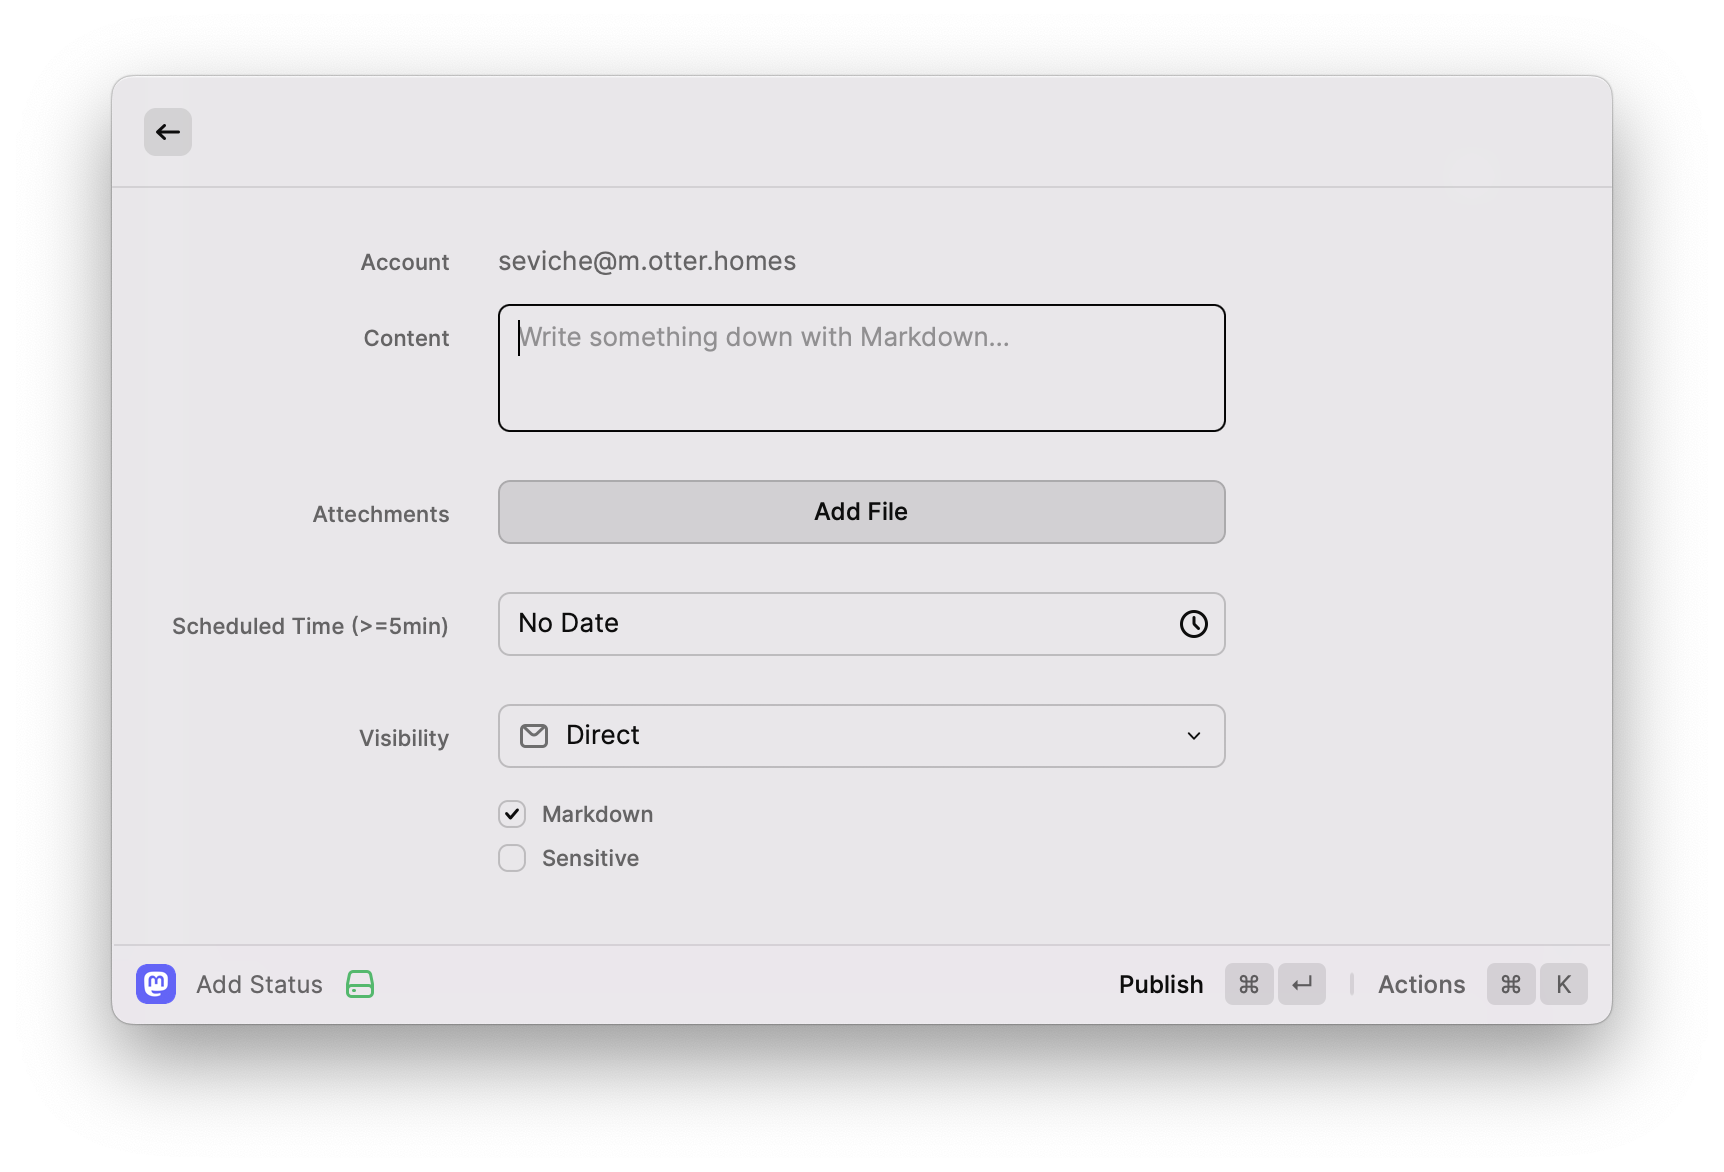 Account seviche@m.otter.homes
Content Write something down with Markdown...
Attechments Add File
Scheduled Time (>=5min) No Date
Visibility Direct
Markdown
Sensitive
Add Status Publish ⌘ ↵ | Actions ⌘ K